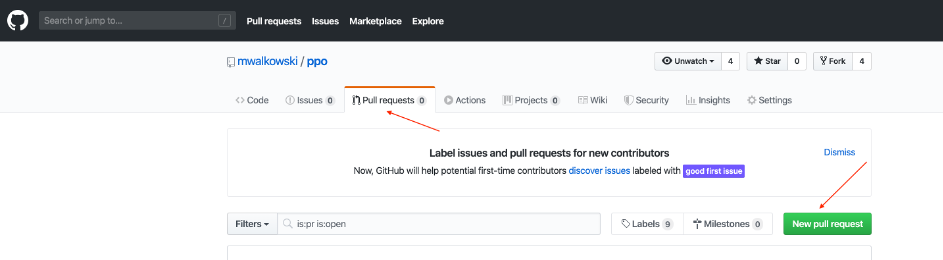 Search or jump to... / Pull requests Issues Marketplace Explore
mwalkowski / ppo Unwatch 4 Star 0 Fork 4
Code Issues 0 Pull requests 0 Actions Projects 0 Wiki Security Insights Settings
Label issues and pull requests for new contributors Dismiss
Now, GitHub will help potential first-time contributors discover issues labeled with good first issue
Filters is:pr is:open Labels 9 Milestones 0 New pull request